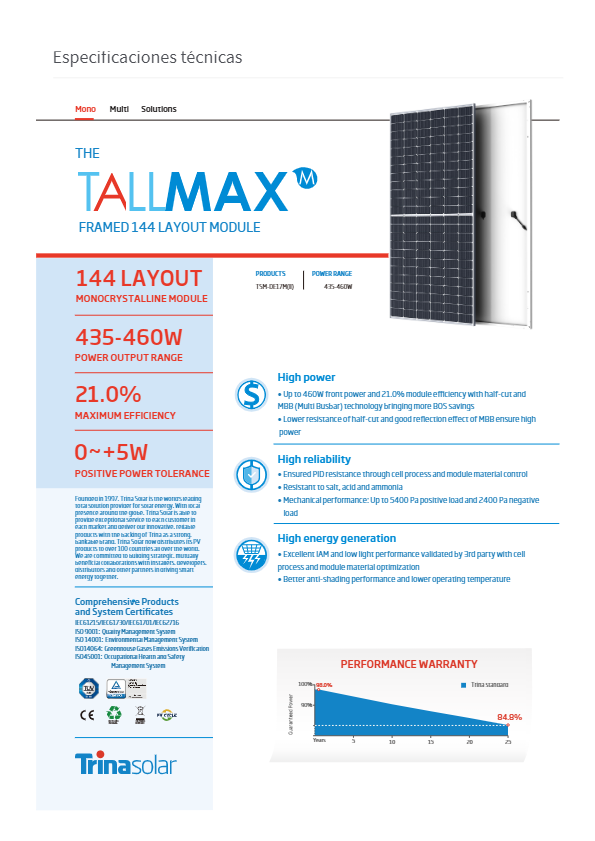 Especificaciones técnicas
Mono Multi Solutions
THE
TALLMAX M
FRAMED 144 LAYOUT MODULE
144 LAYOUT
MONOCRYSTALLINE MODULE
435-460W
POWER OUTPUT RANGE
21.0%
MAXIMUM EFFICIENCY
0~+5W
POSITIVE POWER TOLERANCE
PRODUCTS POWER RANGE
TSM-DE17M(II) 435-460W
High power
• Up to 460W front power and 21.0% module efficiency with half-cut and
MBB (Multi Busbar) technology bringing more BOS savings
• Lower resistance of half-cut and good reflection effect of MBB ensure high
power
High reliability
• Ensured PID resistance through cell process and module material control
• Resistant to salt, acid and ammonia
• Mechanical performance: Up to 5400 Pa positive load and 2400 Pa negative
load
High energy generation
• Excellent IAM and low light performance validated by 3rd party with cell
process and module material optimization
• Better anti-shading performance and lower operating temperature
Founded in 1997, Trina Solar is the world's leading
total solution provider for solar energy. With local
presence around the globe, Trina Solar is able to
provide exceptional service to each customer in
each market and deliver our innovative, reliable
products with the backing of Trina as a strong,
bankable brand. Trina Solar now distributes its PV
products to over 100 countries all over the world.
We are committed to building strategic, mutually
beneficial collaborations with installers, developers,
distributors and other partners in driving smart
energy together.
Comprehensive Products
and System Certificates
IEC61215/IEC61730/IEC61701/IEC62716
ISO 9001: Quality Management System
ISO 14001: Environmental Management System
ISO14064: Greenhouse Gases Emissions Verification
ISO45001: Occupational Health and Safety
Management System
CE
PV CYCLE
Trinasolar
PERFORMANCE WARRANTY
Guaranteed Power
100%
98.0%
90%
Trina standard
84.8%
Years 5 10 15 20 25